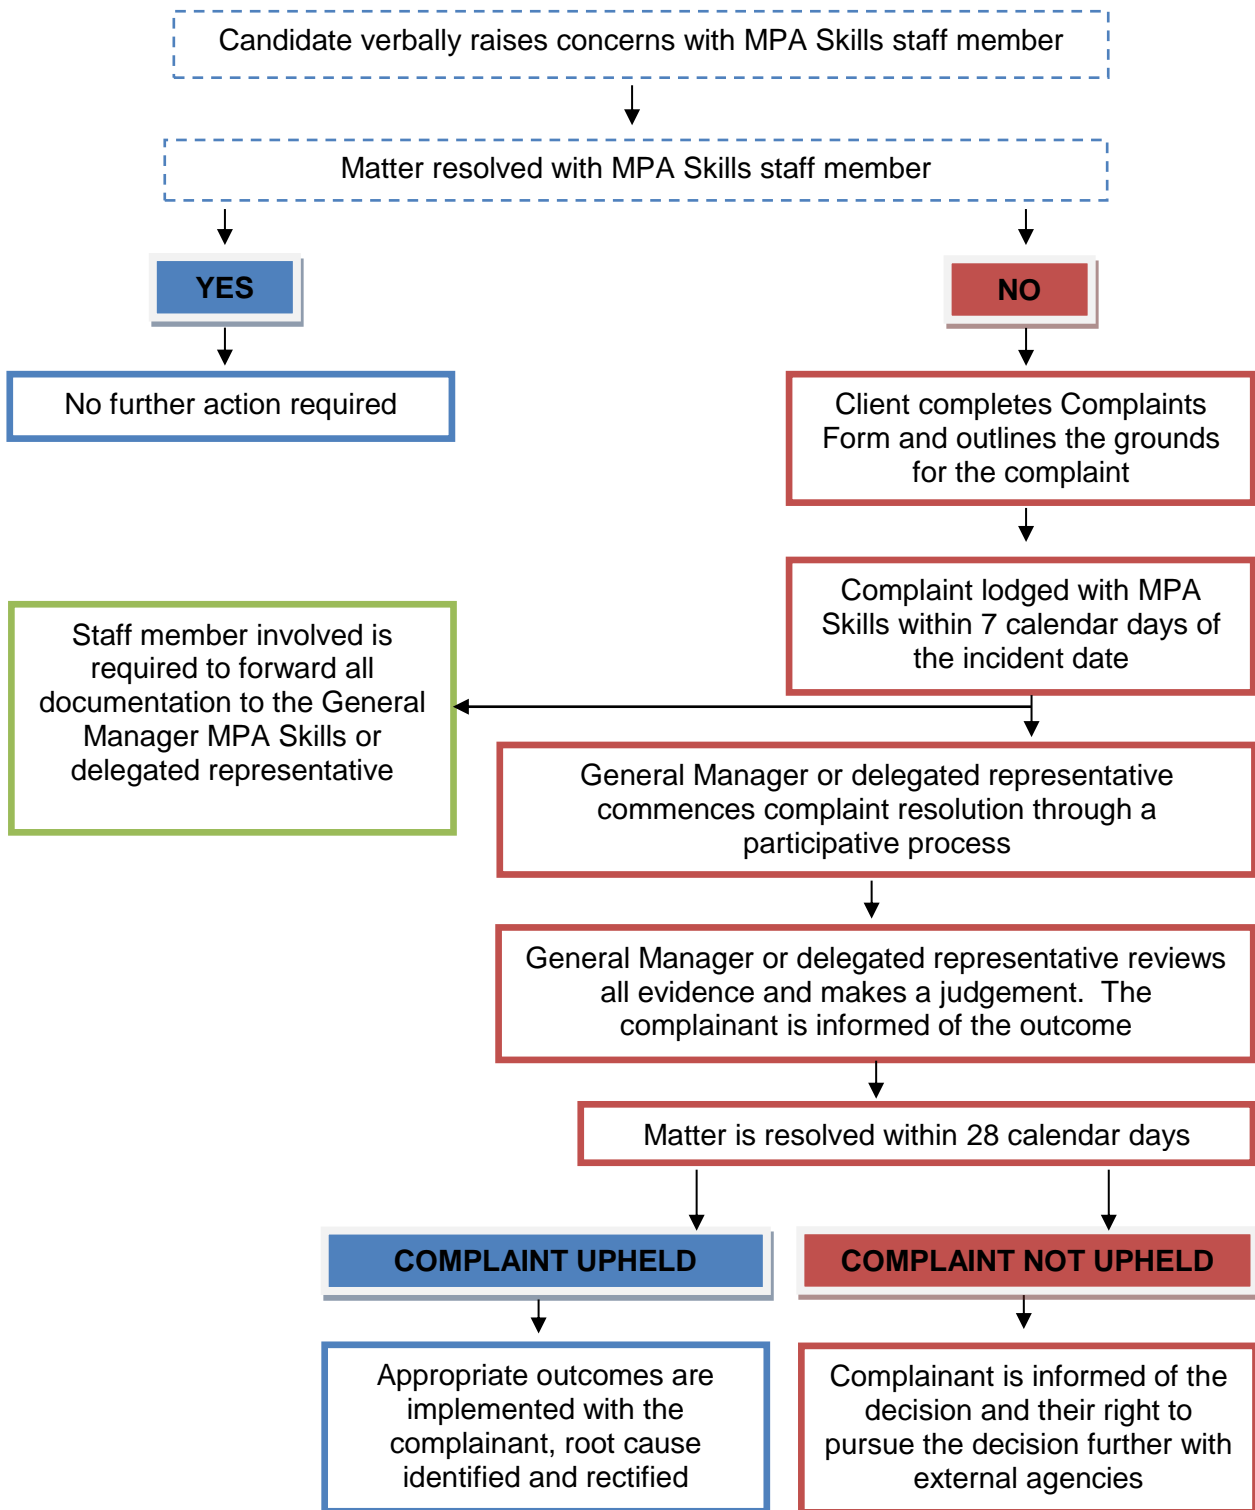 Candidate verbally raises concerns with MPA Skills staff member
Matter resolved with MPA Skills staff member
YES
NO
No further action required
Client completes Complaints
Form and outlines the grounds
for the complaint
Complaint lodged with MPA
Skills within 7 calendar days of
the incident date
Staff member involved is
required to forward all
documentation to the General
Manager MPA Skills or
delegated representative
General Manager or delegated representative
commences complaint resolution through a
participative process
General Manager or delegated representative reviews
all evidence and makes a judgement.  The
complainant is informed of the outcome
Matter is resolved within 28 calendar days
COMPLAINT UPHELD
COMPLAINT NOT UPHELD
Appropriate outcomes are
implemented with the
complainant, root cause
identified and rectified
Complainant is informed of the
decision and their right to
pursue the decision further with
external agencies